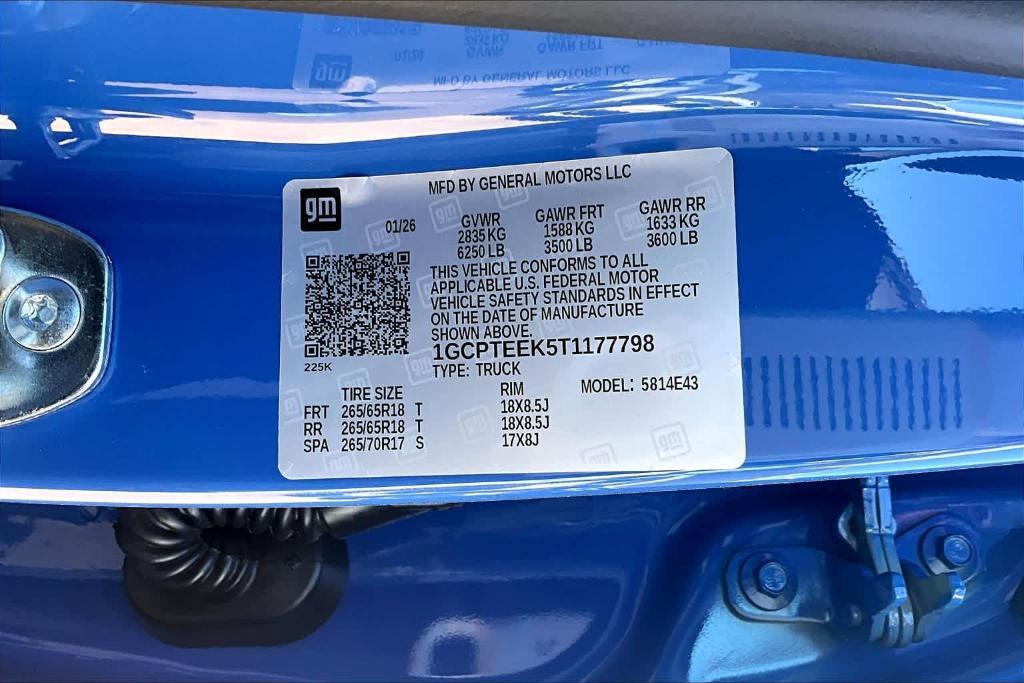 MFD BY GENERAL MOTORS LLC
gm
01/26
GVWR
2835 KG
6250 LB
GAWR FRT
1588 KG
3500 LB
GAWR RR
1633 KG
3600 LB
THIS VEHICLE CONFORMS TO ALL
APPLICABLE U.S. FEDERAL MOTOR
VEHICLE SAFETY STANDARDS IN EFFECT
ON THE DATE OF MANUFACTURE
SHOWN ABOVE.
225K
1GCPTEEK5T1177798
TYPE: TRUCK
MODEL: 5814E43
TIRE SIZE RIM
FRT 265/65R18 T 18X8.5J
RR 265/65R18 T 18X8.5J
SPA 265/70R17 S 17X8J